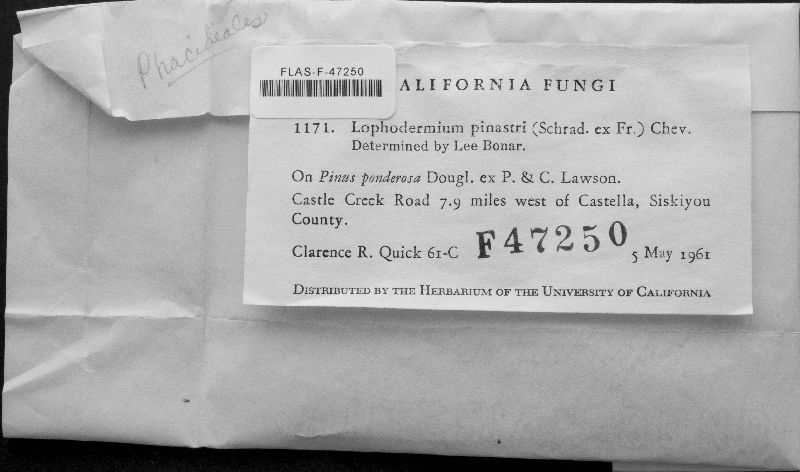 Phacidiales
FLAS-F-47250
ALIFORNIA FUNGI
1171. Lophodermium pinastri (Schrad. ex Fr.) Chev.
Determined by Lee Bonar.
On Pinus ponderosa Dougl. ex P. & C. Lawson.
Castle Creek Road 7.9 miles west of Castella, Siskiyou
County.
Clarence R. Quick 61-C F47250 5 May 1961
Distributed by the Herbarium of the University of California